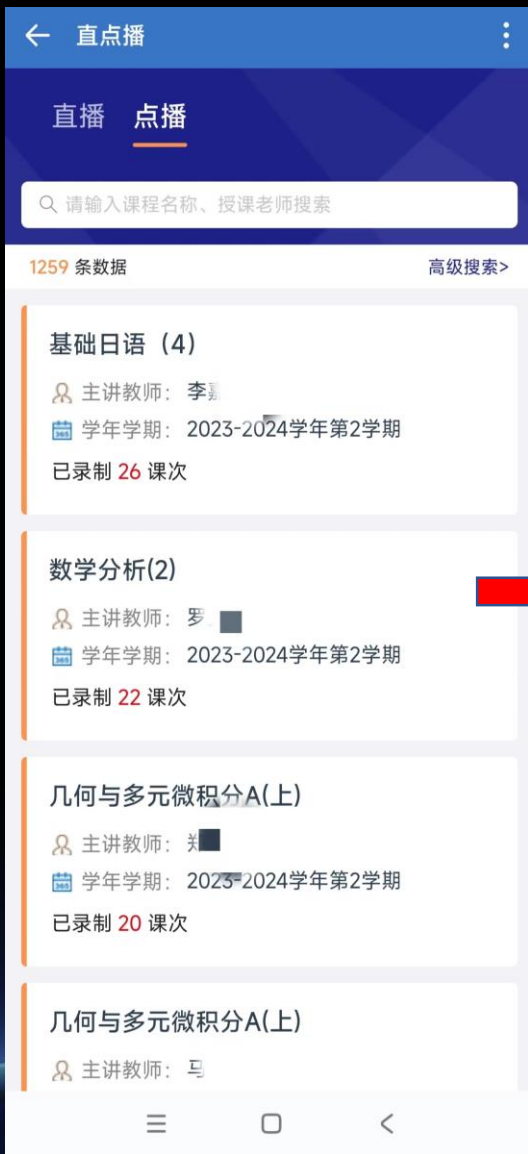 直点播
直播 点播
请输入课程名称、授课老师搜索
1259 条数据 高级搜索>
基础日语（4）
主讲教师： 李
365 学年学期： 2023-2024学年第2学期
已录制 26 课次
数学分析(2)
主讲教师： 罗
365 学年学期： 2023-2024学年第2学期
已录制 22 课次
几何与多元微积分A(上)
主讲教师：
365 学年学期： 2023-2024学年第2学期
已录制 20 课次
几何与多元微积分A(上)
主讲教师： 马